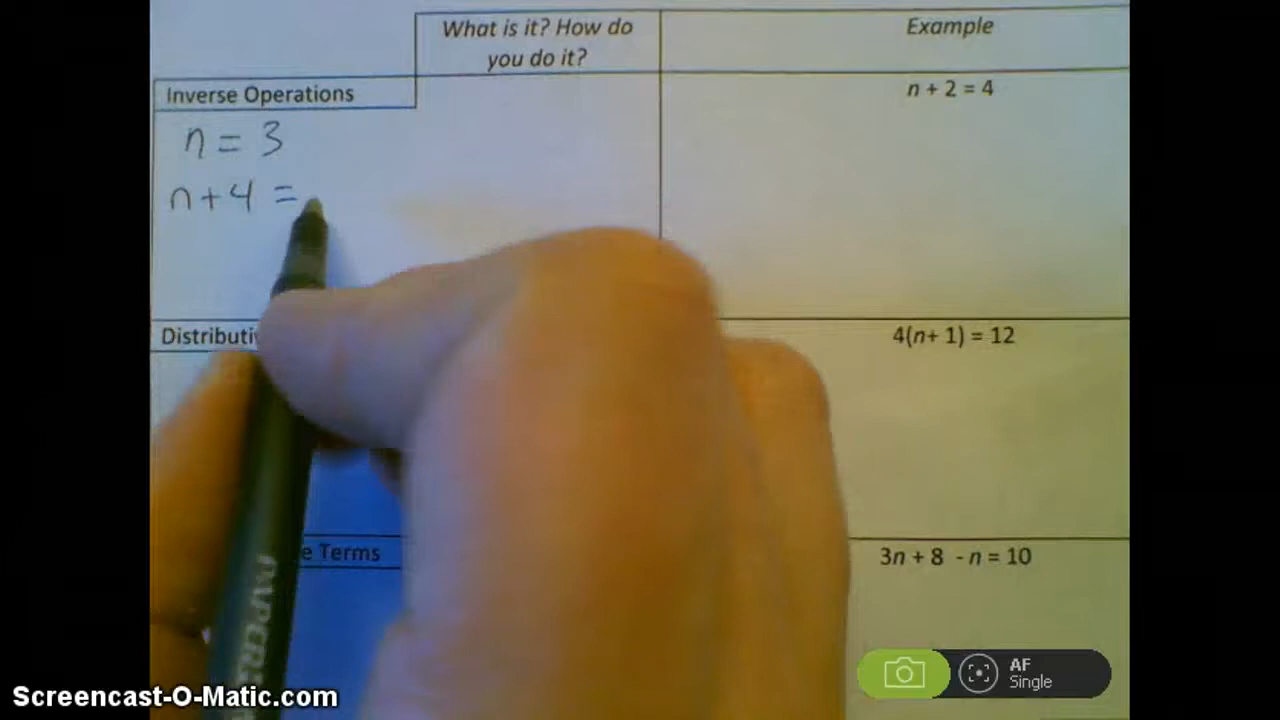 What is it? How do
you do it?
Example
Inverse Operations
n + 2 = 4
n = 3
n + 4 =
4(n+ 1) = 12
Terms
3n + 8 - n = 10
AF
Single
Screencast-O-Matic.com